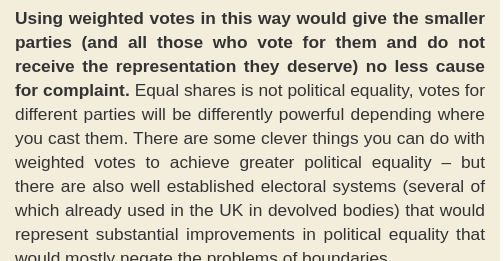 Using weighted votes in this way would give the smaller
parties (and all those who vote for them and do not
receive the representation they deserve) no less cause
for complaint. Equal shares is not political equality, votes for
different parties will be differently powerful depending where
you cast them. There are some clever things you can do with
weighted votes to achieve greater political equality – but
there are also well established electoral systems (several of
which already used in the UK in devolved bodies) that would
represent substantial improvements in political equality that
would mostly negate the problems of boundaries.